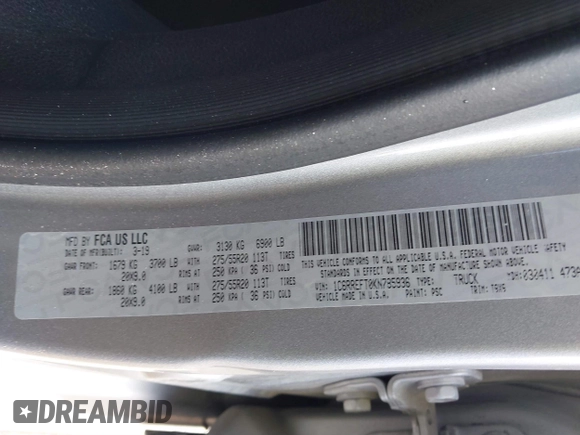 MFD BY FCA US LLC
DATE OF MFR(BUILT): 3-19 GVWR: 3130 KG 6900 LB
GAWR FRONT: 1679 KG 3700 LB WITH 275/55R20 113T TIRES
20X9.0 RIMS AT 250 KPA ( 36 PSI) COLD
GAWR REAR: 1860 KG 4100 LB WITH 275/55R20 113T TIRES
20X9.0 RIMS AT 250 KPA ( 36 PSI) COLD
THIS VEHICLE CONFORMS TO ALL APPLICABLE U.S.A. FEDERAL MOTOR VEHICLE SAFETY
STANDARDS IN EFFECT ON THE DATE OF MANUFACTURE SHOWN ABOVE.
VIN: TYPE: TRUCK MDH: 032411
VEHICLE MADE IN U.S.A. PAINT: PSC TRIM:
DREAMBID